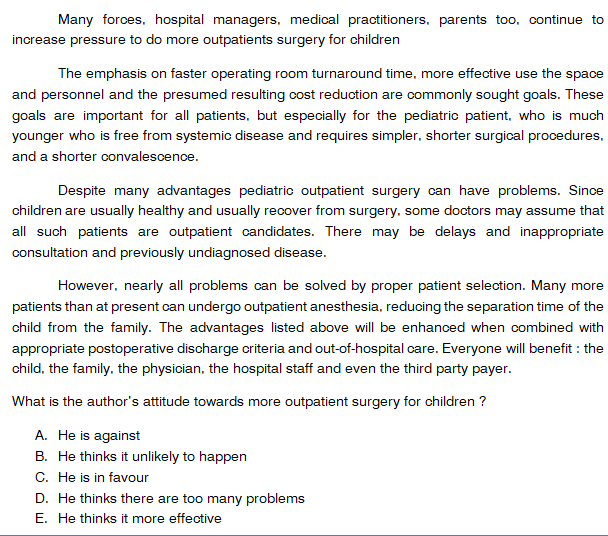 Many forces, hospital managers, medical practitioners, parents too, continue to
increase pressure to do more outpatients surgery for children
The emphasis on faster operating room turnaround time, more effective use the space
and personnel and the presumed resulting cost reduction are commonly sought goals. These
goals are important for all patients, but especially for the pediatric patient, who is much
younger who is free from systemic disease and requires simpler, shorter surgical procedures,
and a shorter convalescence.
Despite many advantages pediatric outpatient surgery can have problems. Since
children are usually healthy and usually recover from surgery, some doctors may assume that
all such patients are outpatient candidates. There may be delays and inappropriate
consultation and previously undiagnosed disease.
However, nearly all problems can be solved by proper patient selection. Many more
patients than at present can undergo outpatient anesthesia, reducing the separation time of the
child from the family. The advantages listed above will be enhanced when combined with
appropriate postoperative discharge criteria and out-of-hospital care. Everyone will benefit : the
child, the family, the physician, the hospital staff and even the third party payer.
What is the author's attitude towards more outpatient surgery for children ?
A. He is against
B. He thinks it unlikely to happen
C. He is in favour
D. He thinks there are too many problems
E. He thinks it more effective